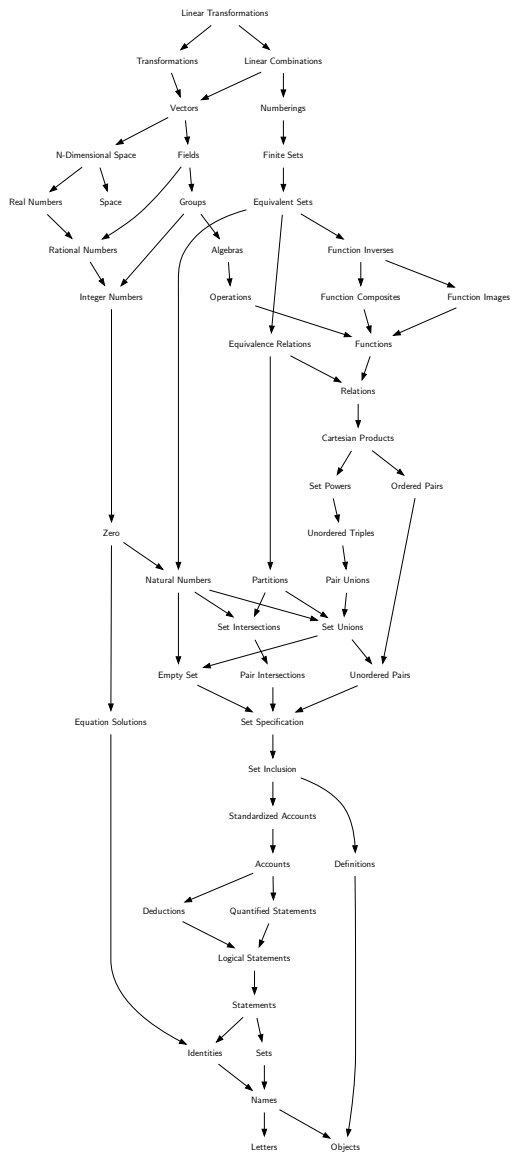 Linear Transformations
Transformations
Linear Combinations
Vectors
Numberings
N-Dimensional Space
Fields
Finite Sets
Real Numbers
Space
Groups
Equivalent Sets
Rational Numbers
Algebras
Function Inverses
Integer Numbers
Operations
Function Composites
Function Images
Equivalence Relations
Functions
Relations
Cartesian Products
Set Powers
Ordered Pairs
Zero
Unordered Triples
Natural Numbers
Partitions
Pair Unions
Set Intersections
Set Unions
Empty Set
Pair Intersections
Unordered Pairs
Equation Solutions
Set Specification
Set Inclusion
Standardized Accounts
Accounts
Definitions
Deductions
Quantified Statements
Logical Statements
Statements
Identities
Sets
Names
Letters
Objects